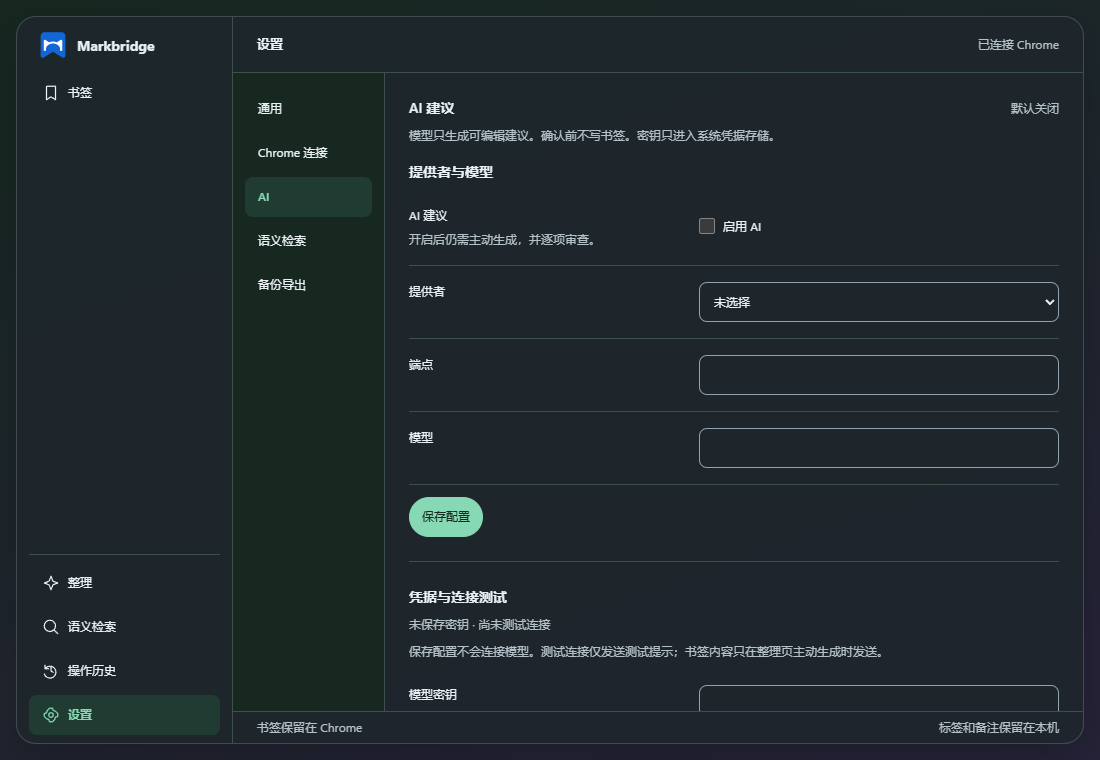 Markbridge
书签
整理
语义检索
操作历史
设置
设置
已连接 Chrome
通用
Chrome 连接
AI
语义检索
备份导出
AI 建议
默认关闭
模型只生成可编辑建议。确认前不写书签。密钥只进入系统凭据存储。
提供者与模型
AI 建议
开启后仍需主动生成，并逐项审查。
启用 AI
提供者
未选择
端点
模型
保存配置
凭据与连接测试
未保存密钥 · 尚未测试连接
保存配置不会连接模型。测试连接仅发送测试提示；书签内容只在整理页主动生成时发送。
模型密钥
书签保留在 Chrome
标签和备注保留在本机